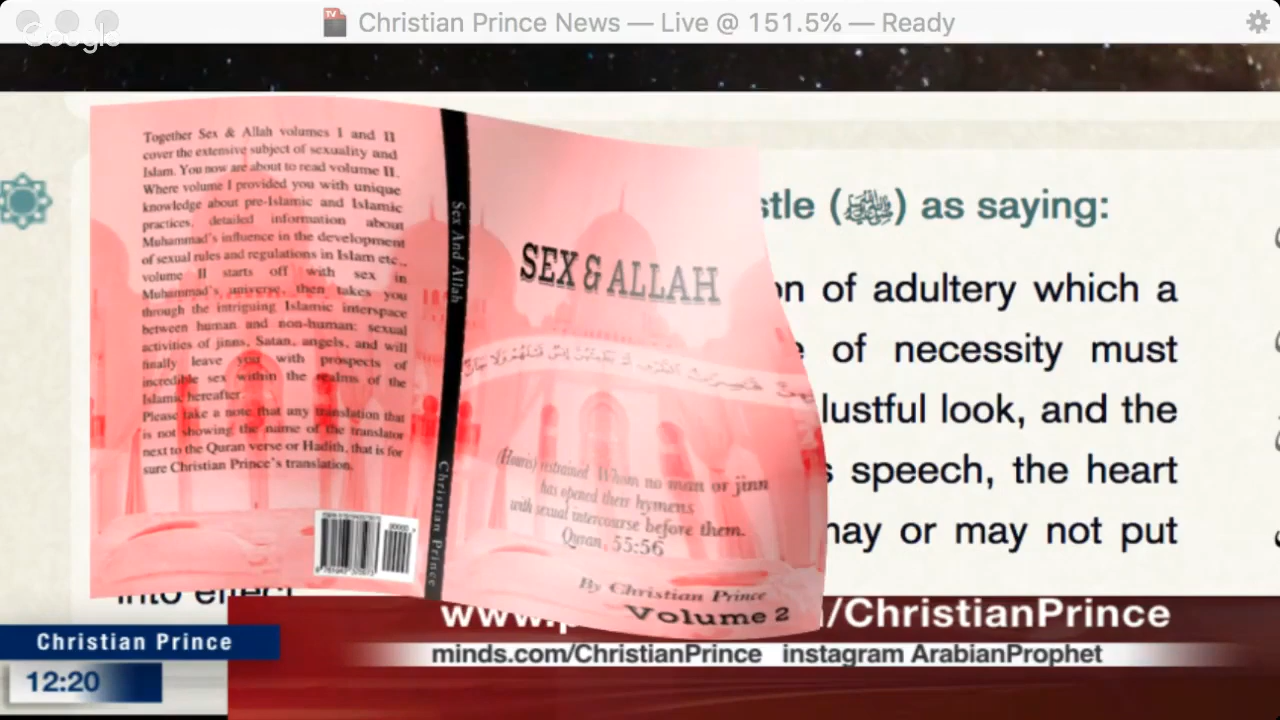 Christian Prince News — Live @ 151.5% — Ready
Google
Together Sex & Allah volumes I and II
cover the extensive subject of sexuality and
Islam. You now are about to read volume II.
Where volume I provided you with unique
knowledge about pre-Islamic and Islamic
practices, detailed information about
Muhammad's influence in the development
of sexual rules and regulations in Islam etc.,
volume II starts off with sex in
Muhammad's universe, then takes you
through the intriguing Islamic interspace
between human and non-human: sexual
activities of jinns, Satan, angels, and will
finally leave you with prospects of
incredible sex within the realms of the
Islamic hereafter.
Please take a note that any translation that
is not showing the name of the translator
next to the Quran verse or Hadith, that is for
sure Christian Prince's translation.
Sex And Allah
Christian Prince
SEX & ALLAH
(Houris) restrained Whom no man or jinn
has opened their hymens
with sexual intercourse before them.
Quran, 55:56
By Christian Prince
Volume 2
stle (ﷺ) as saying:
on of adultery which a
e of necessity must
lustful look, and the
s speech, the heart
may or may not put
into effect
/ChristianPrince
minds.com/ChristianPrince instagram ArabianProphet
Christian Prince
12:20